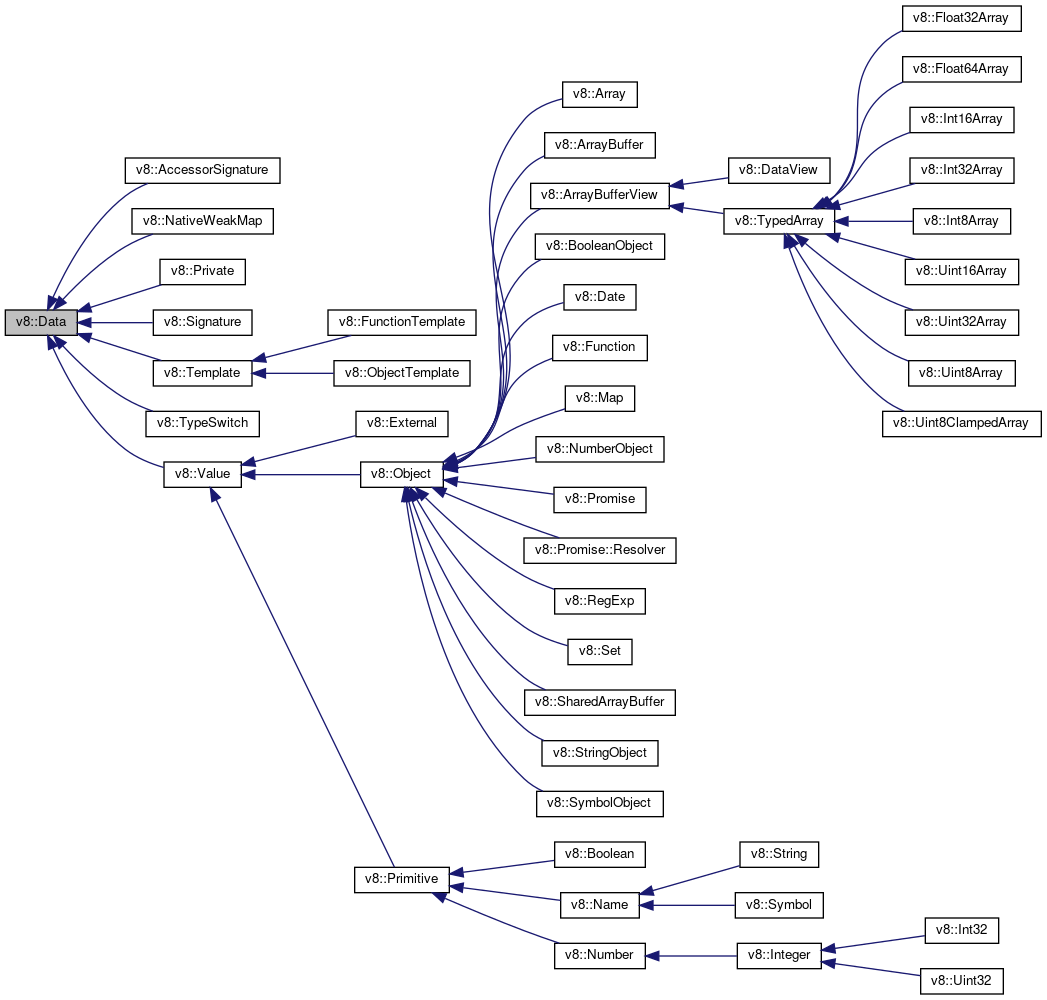 v8::Float32Array
v8::Float64Array
v8::Array
v8::Int16Array
v8::ArrayBuffer
v8::AccessorSignature
v8::DataView
v8::Int32Array
v8::ArrayBufferView
v8::NativeWeakMap
v8::TypedArray
v8::Int8Array
v8::BooleanObject
v8::Private
v8::Uint16Array
v8::Date
v8::Data
v8::Signature
v8::FunctionTemplate
v8::Uint32Array
v8::Function
v8::Template
v8::ObjectTemplate
v8::Uint8Array
v8::Map
v8::TypeSwitch
v8::External
v8::Uint8ClampedArray
v8::NumberObject
v8::Value
v8::Object
v8::Promise
v8::Promise::Resolver
v8::RegExp
v8::Set
v8::SharedArrayBuffer
v8::StringObject
v8::SymbolObject
v8::Boolean
v8::String
v8::Primitive
v8::Name
v8::Symbol
v8::Int32
v8::Number
v8::Integer
v8::Uint32